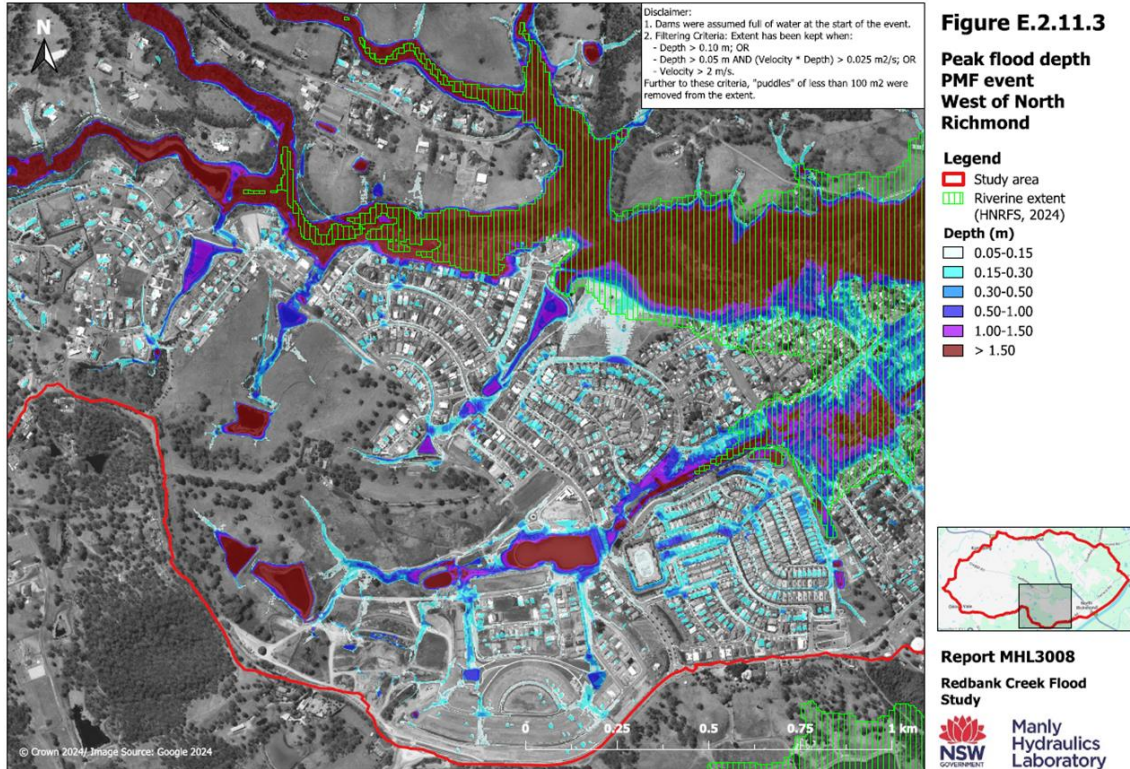 Disclaimer:
1. Dams were assumed full of water at the start of the event.
2. Filtering Criteria: Extent has been kept when:
- Depth > 0.10 m; OR
- Depth > 0.05 m AND (Velocity * Depth) > 0.025 m2/s; OR
- Velocity > 2 m/s.
Further to these criteria, "puddles" of less than 100 m2 were
removed from the extent.
N
Figure E.2.11.3
Peak flood depth
PMF event
West of North
Richmond
Legend
Study area
Riverine extent
(HNRFS, 2024)
Depth (m)
0.05-0.15
0.15-0.30
0.30-0.50
0.50-1.00
1.00-1.50
> 1.50
North
Richmond
Report MHL3008
Redbank Creek Flood
Study
NSW
GOVERNMENT
Manly
Hydraulics
Laboratory
0 0.25 0.5 0.75 1 km
© Crown 2024/ Image Source: Google 2024